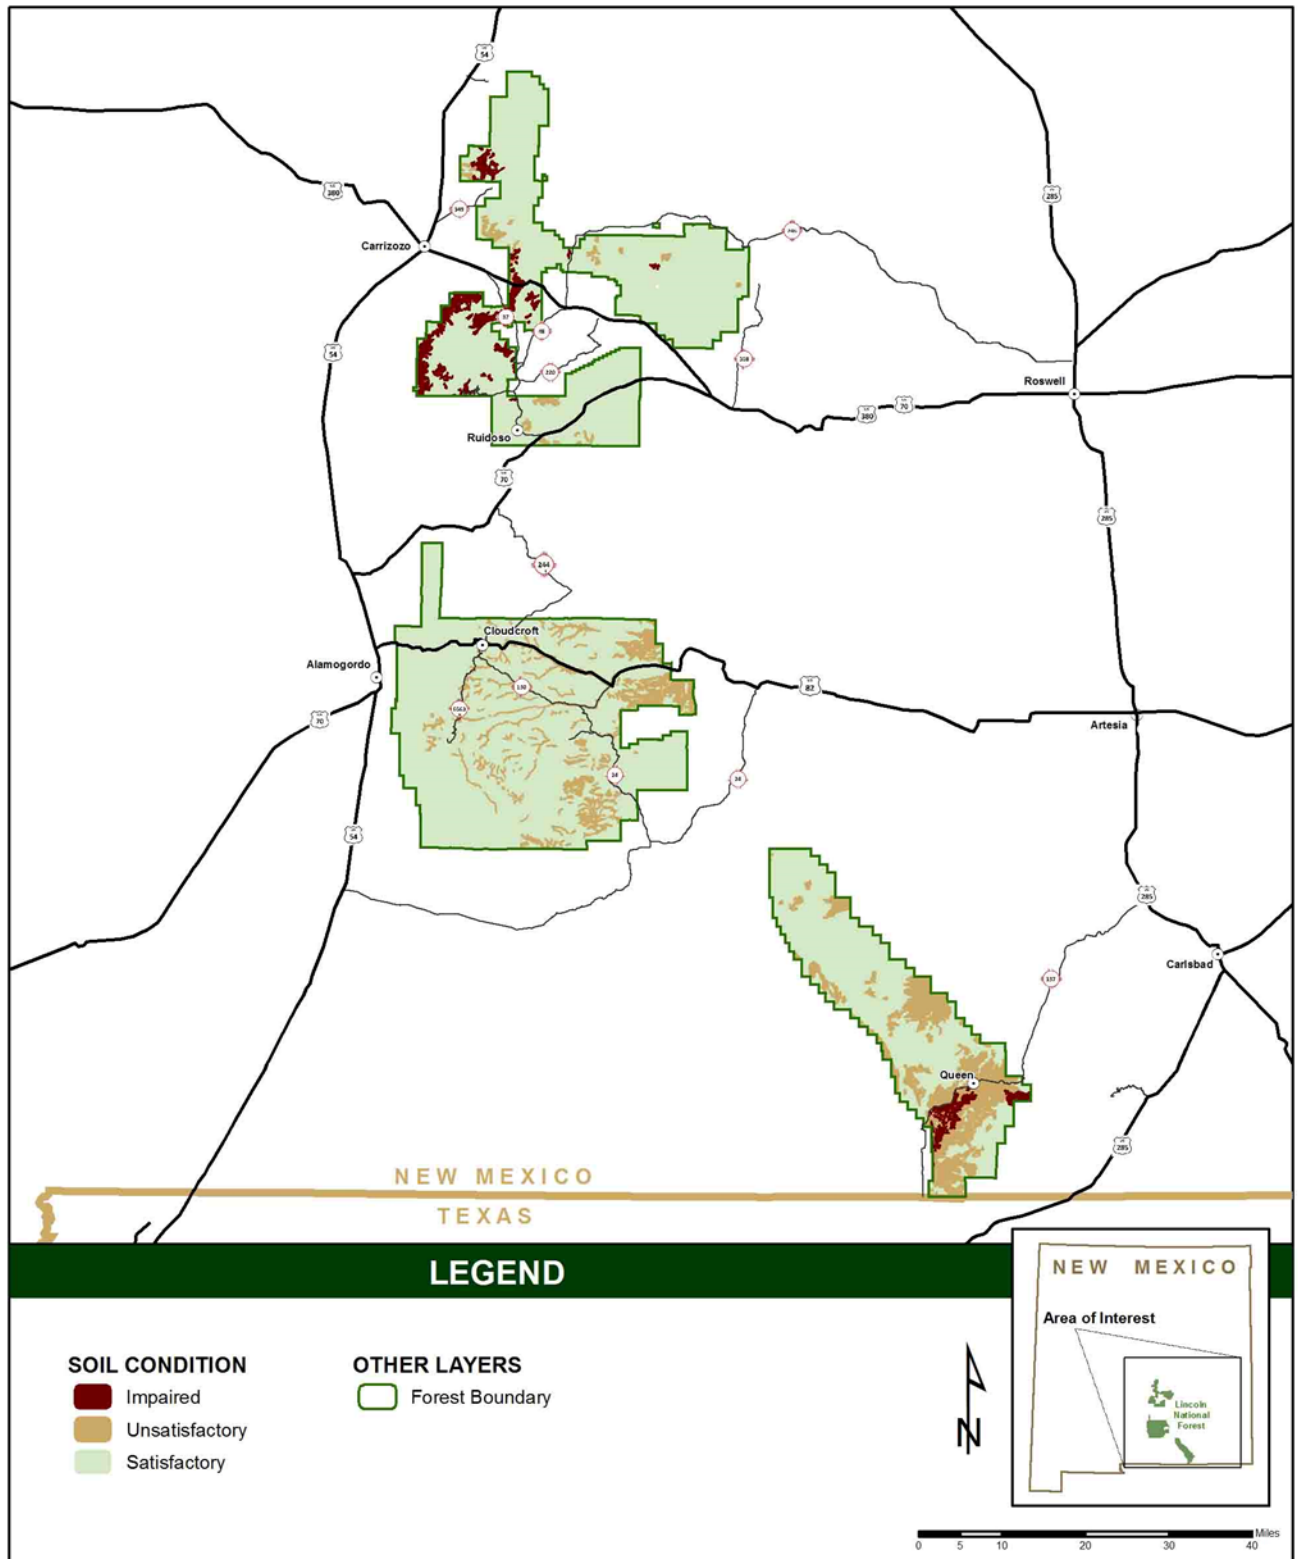 54
380
285
349
246
Carrizozo
37
48
54
368
220
Roswell
70
380
Ruidoso
70
285
244
Cloudcroft
Alamogordo
130
82
6563
70
Artesia
24
24
54
285
Carlsbad
137
Queen
285
NEW MEXICO
TEXAS
LEGEND
NEW MEXICO
Area of Interest
Lincoln
National
Forest
SOIL CONDITION
OTHER LAYERS
Impaired
Forest Boundary
Unsatisfactory
Satisfactory
N
Miles
0 5 10 20 30 40